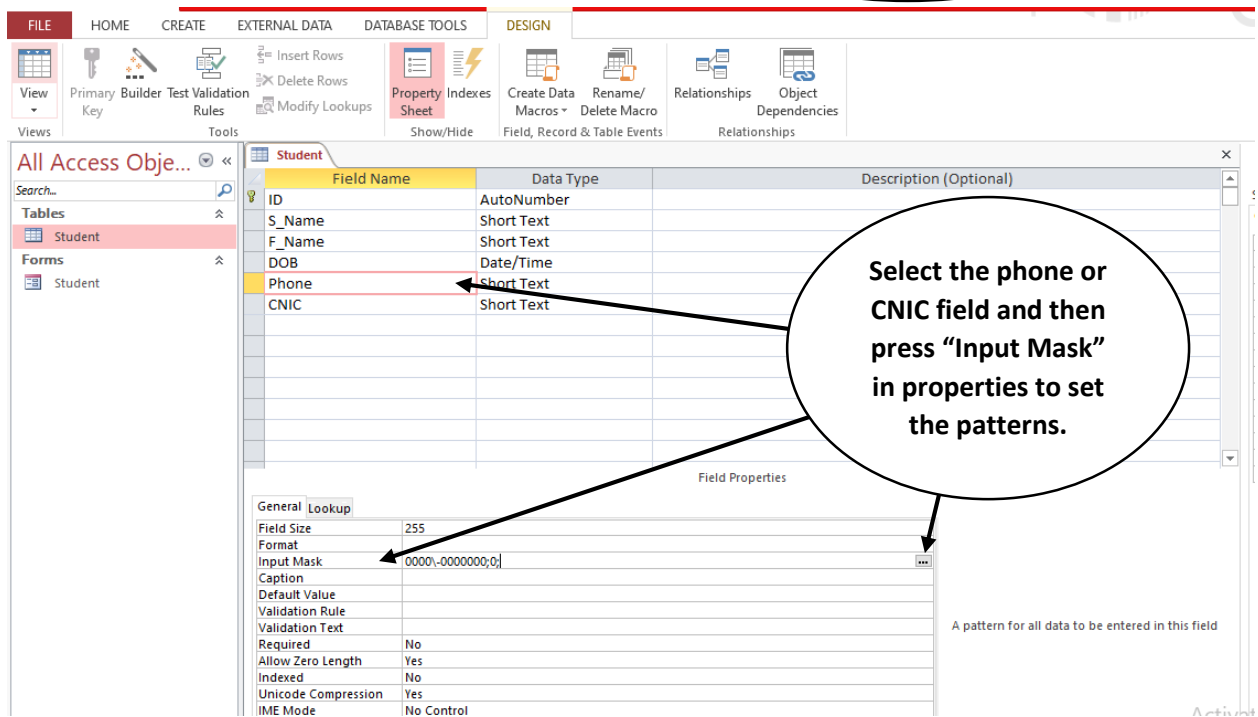 FILE HOME CREATE EXTERNAL DATA DATABASE TOOLS DESIGN
View
Primary Key
Builder
Test Validation Rules
Insert Rows
Delete Rows
Modify Lookups
Property Sheet
Indexes
Create Data Macros
Rename/ Delete Macro
Relationships
Object Dependencies
Views Tools Show/Hide Field, Record & Table Events Relationships
All Access Obje... «
Search...
Tables
Student
Forms
Student
Student
Field Name Data Type Description (Optional)
ID AutoNumber
S_Name Short Text
F_Name Short Text
DOB Date/Time
Phone Short Text
CNIC Short Text
Select the phone or
CNIC field and then
press “Input Mask”
in properties to set
the patterns.
Field Properties
General Lookup
Field Size 255
Format
Input Mask 0000\-0000000;0;
Caption
Default Value
Validation Rule
Validation Text
Required No
Allow Zero Length Yes
Indexed No
Unicode Compression Yes
IME Mode No Control
A pattern for all data to be entered in this field